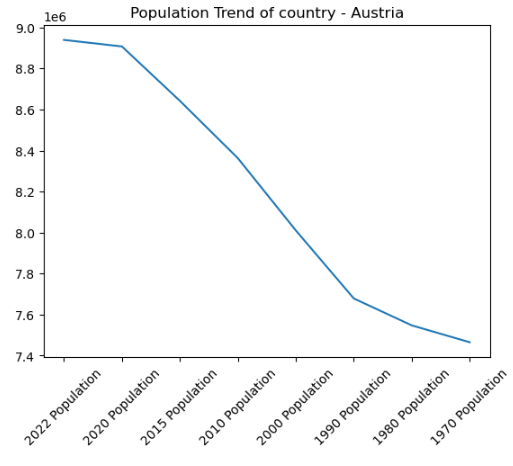 Population Trend of country - Austria
1e6
9.0
8.8
8.6
8.4
8.2
8.0
7.8
7.6
7.4
2022 Population
2020 Population
2015 Population
2010 Population
2000 Population
1990 Population
1980 Population
1970 Population